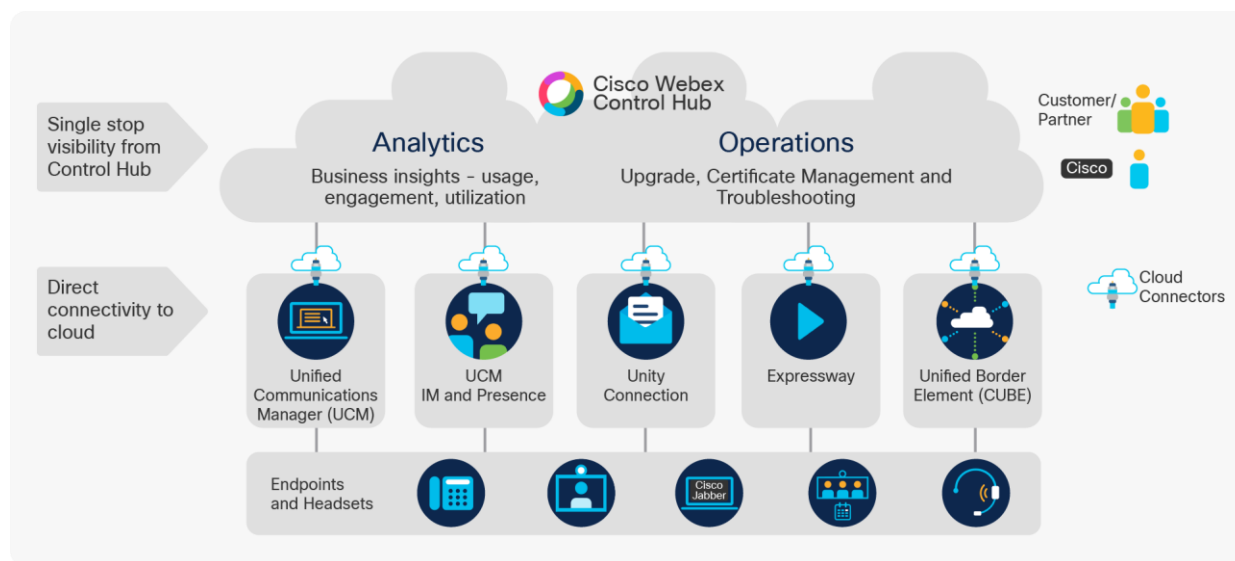 Cisco Webex
Control Hub
Single stop
visibility from
Control Hub
Analytics
Business insights - usage,
engagement, utilization
Operations
Upgrade, Certificate Management and
Troubleshooting
Customer/
Partner
Cisco
Direct
connectivity to
cloud
Unified
Communications
Manager (UCM)
UCM
IM and Presence
Unity
Connection
Expressway
Unified Border
Element (CUBE)
Cloud
Connectors
Endpoints
and Headsets
Cisco
Jabber